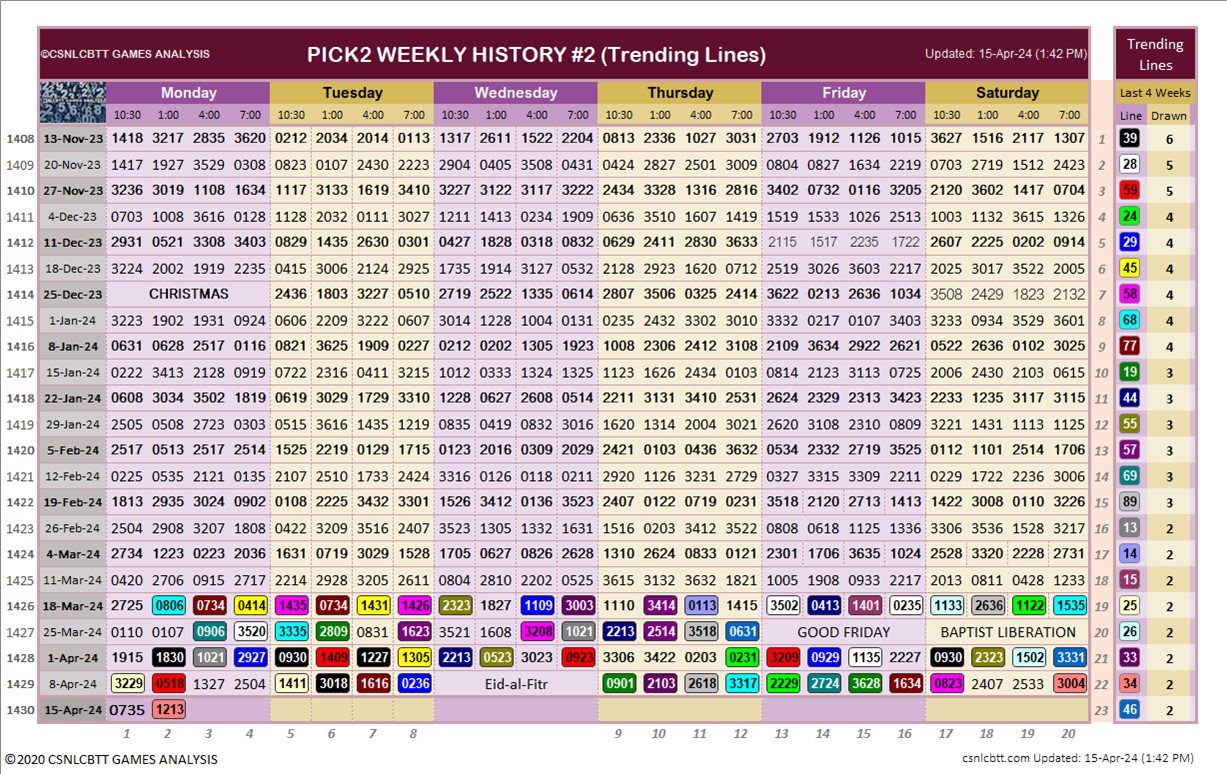 ©CSNLCBTT GAMES ANALYSIS PICK2 WEEKLY HISTORY #2 (Trending Lines) Updated: 15-Apr-24 (1:42 PM) Trending Lines
Monday Tuesday Wednesday Thursday Friday Saturday Last 4 Weeks
10:30 1:00 4:00 7:00 10:30 1:00 4:00 7:00 10:30 1:00 4:00 7:00 10:30 1:00 4:00 7:00 10:30 1:00 4:00 7:00 10:30 1:00 4:00 7:00 Line Drawn
1408 13-Nov-23 1418 3217 2835 3620 0212 2034 2014 0113 1317 2611 1522 2204 0813 2336 1027 3031 2703 1912 1126 1015 3627 1516 2117 1307 1 39 6
1409 20-Nov-23 1417 1927 3529 0308 0823 0107 2430 2223 2904 0405 3508 0431 0424 2827 2501 3009 0804 0827 1634 2219 0703 2719 1512 2423 2 28 5
1410 27-Nov-23 3236 3019 1108 1634 1117 3133 1619 3410 3227 3122 3117 3222 2434 3328 1316 2816 3402 0732 0116 3205 2120 3602 1417 0704 3 59 5
1411 4-Dec-23 0703 1008 3616 0128 1128 2032 0111 3027 1211 1413 0234 1909 0636 3510 1607 1419 1519 1533 1026 2513 1003 1132 3615 1326 4 24 4
1412 11-Dec-23 2931 0521 3308 3403 0829 1435 2630 0301 0427 1828 0318 0832 0629 2411 2830 3633 2115 1517 2235 1722 2607 2225 0202 0914 5 29 4
1413 18-Dec-23 3224 2002 1919 2235 0415 3006 2124 2925 1735 1914 3127 0532 2128 2923 1620 0712 2519 3026 3603 2217 2025 3017 3522 2005 6 45 4
1414 25-Dec-23 CHRISTMAS 2436 1803 3227 0519 2719 2522 1335 0614 2807 3506 0825 2414 3622 0213 2636 1034 3508 2429 1823 2132 7 58 4
1415 1-Jan-24 3223 1902 1931 0924 0606 2209 3222 0607 3014 1228 1004 0131 0235 2432 3302 3010 3332 0217 0107 3403 3233 0934 3529 3601 8 68 4
1416 8-Jan-24 0631 0628 2517 0116 0821 3625 1909 0227 0212 0202 1305 1923 1008 2306 2412 3108 2109 3634 2922 2621 0522 2636 0102 3025 9 77 4
1417 15-Jan-24 0222 3413 2128 0919 0722 2316 0411 3215 1012 0333 1324 1325 1123 1626 2434 0103 0814 2123 3113 0725 2006 2430 2103 0615 10 19 3
1418 22-Jan-24 0608 3034 3502 1819 0619 3029 1729 3310 1228 0627 2608 0514 2211 3131 3410 2531 2624 2329 2313 3423 2233 1235 3117 3115 11 44 3
1419 29-Jan-24 2505 0508 2723 0303 0515 3616 1435 1219 0835 0419 0832 3016 1620 1314 2004 3021 2620 3108 2310 0809 3221 1431 1113 1125 12 55 3
1420 5-Feb-24 2517 0513 2517 2514 1525 2219 0129 1715 0123 2016 0309 2029 2421 0103 0436 3632 0534 2332 2719 3525 0112 1101 2514 1706 13 57 3
1421 12-Feb-24 0225 0535 2121 0135 2107 2510 1733 2424 3316 0126 0118 0211 2920 1126 3131 2729 0327 3315 3309 2211 0229 1722 2236 3006 14 69 3
1422 19-Feb-24 1813 2935 3024 0902 0108 2225 3432 3301 1526 3412 0136 3523 2407 0122 0719 0231 3518 2120 2713 1413 1422 3008 0110 3226 15 89 3
1423 26-Feb-24 2504 2908 3207 1808 0422 3209 3516 2407 3523 1305 1332 1631 1516 0203 3412 3522 0808 0618 1125 1336 3306 3536 1528 3217 16 13 2
1424 4-Mar-24 2734 1223 0223 2036 1631 0719 3029 1528 1705 0627 0826 2628 1310 2624 0833 0121 2301 1706 3635 1024 2528 3320 2228 2731 17 14 2
1425 11-Mar-24 0420 2706 0915 2717 2214 2928 3205 2611 0804 2810 2202 0525 3615 3132 3632 1821 1005 1908 0933 2217 2013 0811 0428 1233 18 15 2
1426 18-Mar-24 2725 0806 0734 0414 1435 0734 1431 1426 2323 1827 1109 3003 1110 3414 0113 1415 3502 0413 1401 0235 1133 2636 1122 1535 19 25 2
1427 25-Mar-24 0110 0107 0906 3520 3335 2809 0831 1623 3521 1608 3208 1021 2213 2514 3518 0631 GOOD FRIDAY BAPTIST LIBERATION 20 26 2
1428 1-Apr-24 1915 1830 1021 2927 0930 1409 1227 1305 2213 0523 3023 0923 3306 3422 0203 0231 3209 0929 1135 2227 0930 2323 1502 3331 21 33 2
1429 8-Apr-24 3229 0518 1327 2504 1411 3018 1616 0236 Eid-al-Fitr 0901 2103 2618 3317 2229 2724 3628 1634 0823 2407 2533 3004 22 34 2
1430 15-Apr-24 0735 1213 23 46 2
1 2 3 4 5 6 7 8 9 10 11 12 13 14 15 16 17 18 19 20
©2020 CSNLCBTT GAMES ANALYSIS csnlcbtt.com Updated: 15-Apr-24 (1:42 PM)